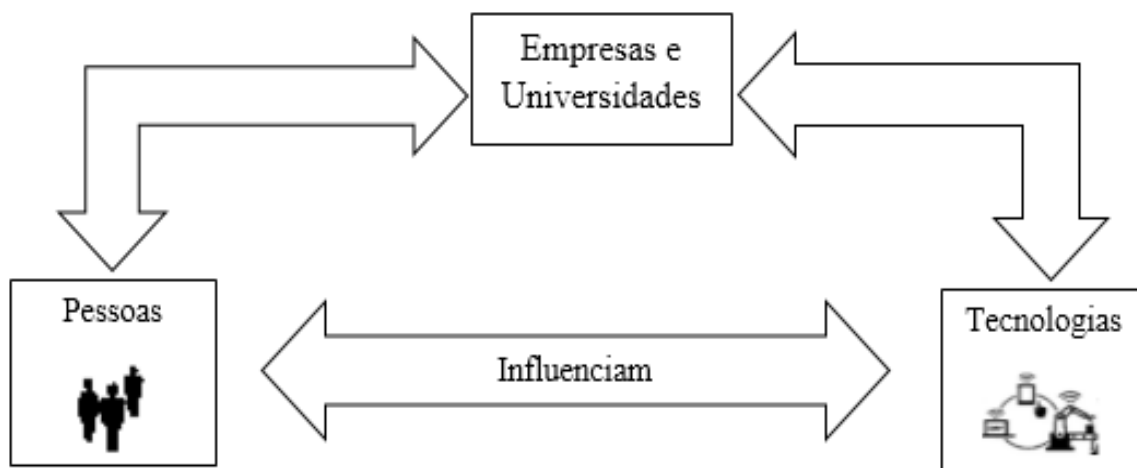 Empresas e
Universidades
Pessoas
Tecnologias
Influenciam